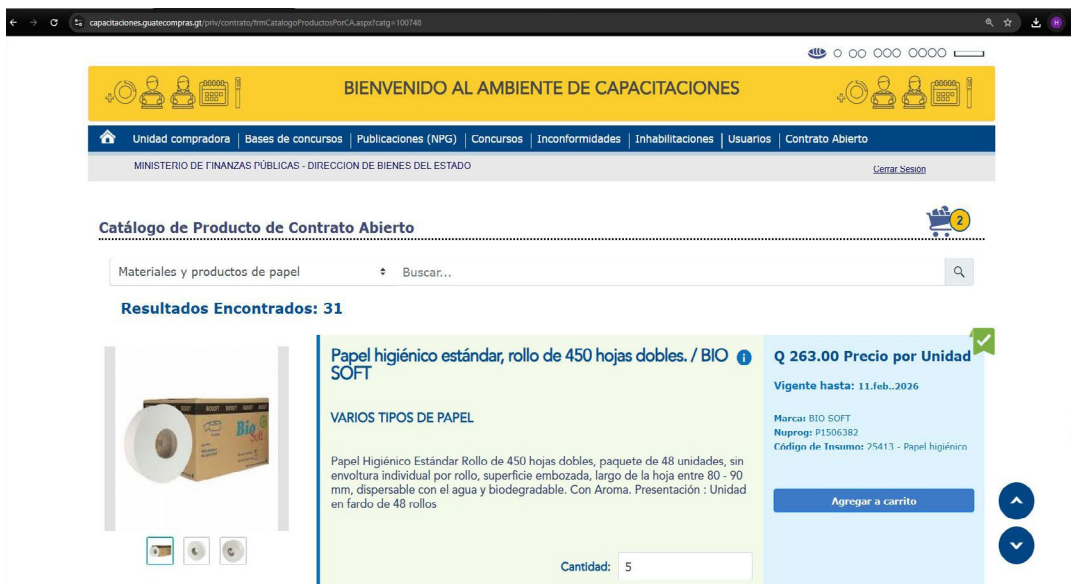 capacitaciones.guatecompras.gt/priv/contrato/frmCatalogoProductosPorCA.aspx?catg=100748
H
BIENVENIDO AL AMBIENTE DE CAPACITACIONES
Unidad compradora | Bases de concursos | Publicaciones (NPG) | Concursos | Inconformidades | Inhabilitaciones | Usuarios | Contrato Abierto
MINISTERIO DE FINANZAS PÚBLICAS - DIRECCION DE BIENES DEL ESTADO
Cerrar Sesión
Catálogo de Producto de Contrato Abierto
2
Materiales y productos de papel
Buscar...
Resultados Encontrados: 31
Bio
Soft
Papel higiénico estándar, rollo de 450 hojas dobles. / BIO
SOFT
VARIOS TIPOS DE PAPEL
Papel Higiénico Estándar Rollo de 450 hojas dobles, paquete de 48 unidades, sin
envoltura individual por rollo, superficie embozada, largo de la hoja entre 80 - 90
mm, dispersable con el agua y biodegradable. Con Aroma. Presentación : Unidad
en fardo de 48 rollos
Cantidad: 5
Q 263.00 Precio por Unidad
Vigente hasta: 11.feb..2026
Marca: BIO SOFT
Nuprog: P1506382
Código de Insumo: 25413 - Papel higiénico
Agregar a carrito